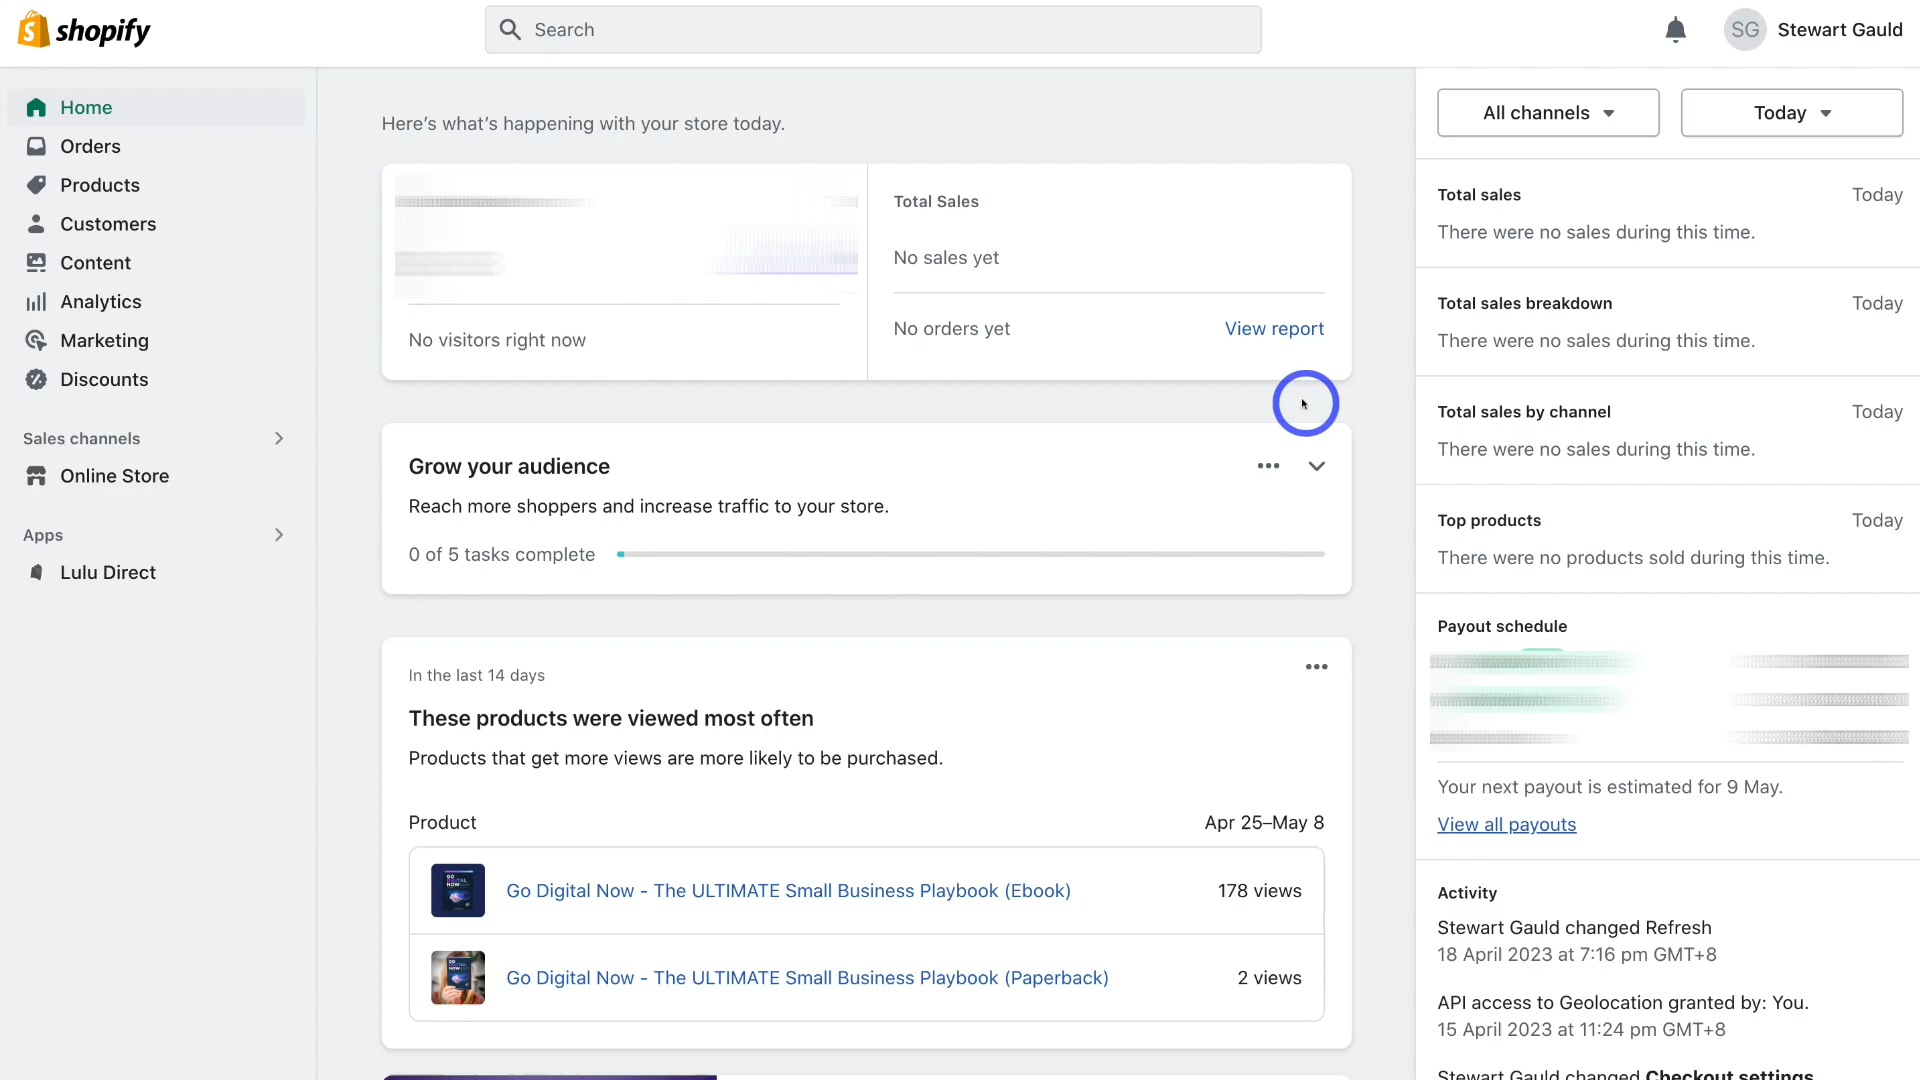 shopify
Search
SG
Stewart Gauld
Home
Orders
Products
Customers
Content
Analytics
Marketing
Discounts
Sales channels
Online Store
Apps
Lulu Direct
Here's what's happening with your store today.
No visitors right now
Total Sales
No sales yet
No orders yet
View report
Grow your audience
Reach more shoppers and increase traffic to your store.
0 of 5 tasks complete
In the last 14 days
These products were viewed most often
Products that get more views are more likely to be purchased.
Product
Apr 25–May 8
Go Digital Now - The ULTIMATE Small Business Playbook (Ebook)
178 views
Go Digital Now - The ULTIMATE Small Business Playbook (Paperback)
2 views
All channels
Today
Total sales
Today
There were no sales during this time.
Total sales breakdown
Today
There were no sales during this time.
Total sales by channel
Today
There were no sales during this time.
Top products
Today
There were no products sold during this time.
Payout schedule
Your next payout is estimated for 9 May.
View all payouts
Activity
Stewart Gauld changed Refresh
18 April 2023 at 7:16 pm GMT+8
API access to Geolocation granted by: You.
15 April 2023 at 11:24 pm GMT+8
Stewart Gauld changed Checkout settings